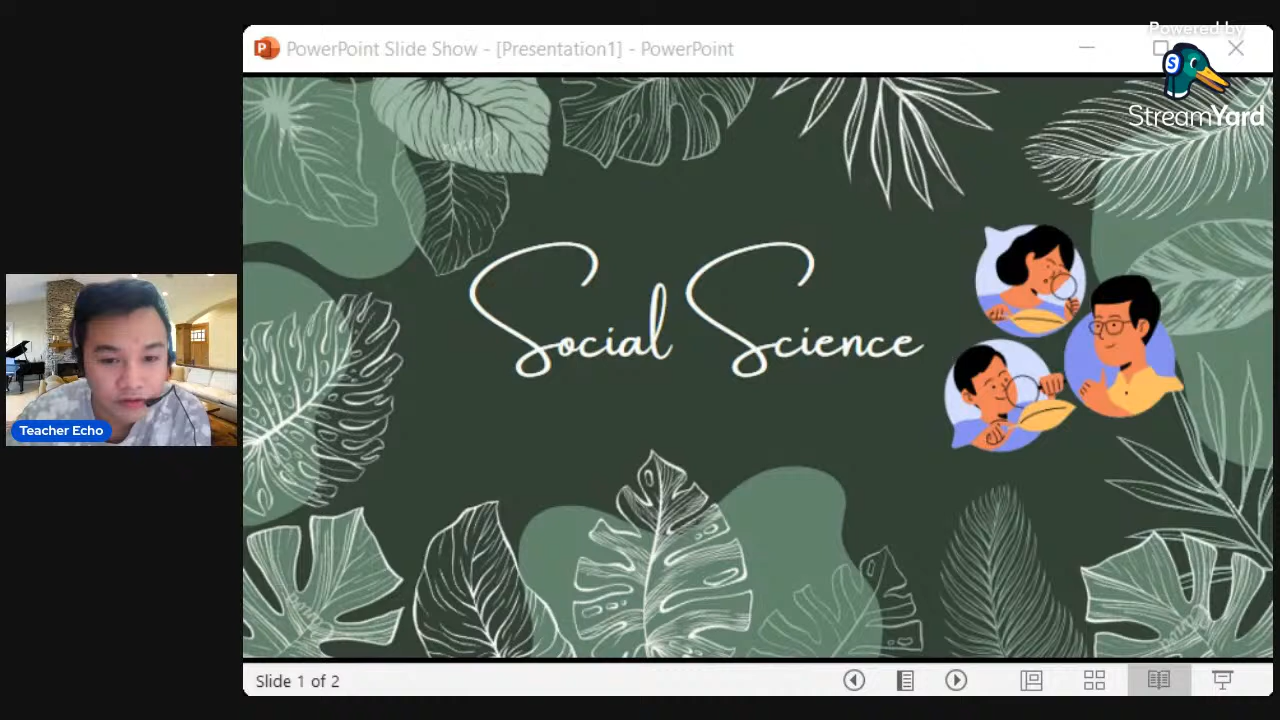 PowerPoint Slide Show - [Presentation1] - PowerPoint
Powered by
StreamYard
Social Science
Teacher Echo
Slide 1 of 2